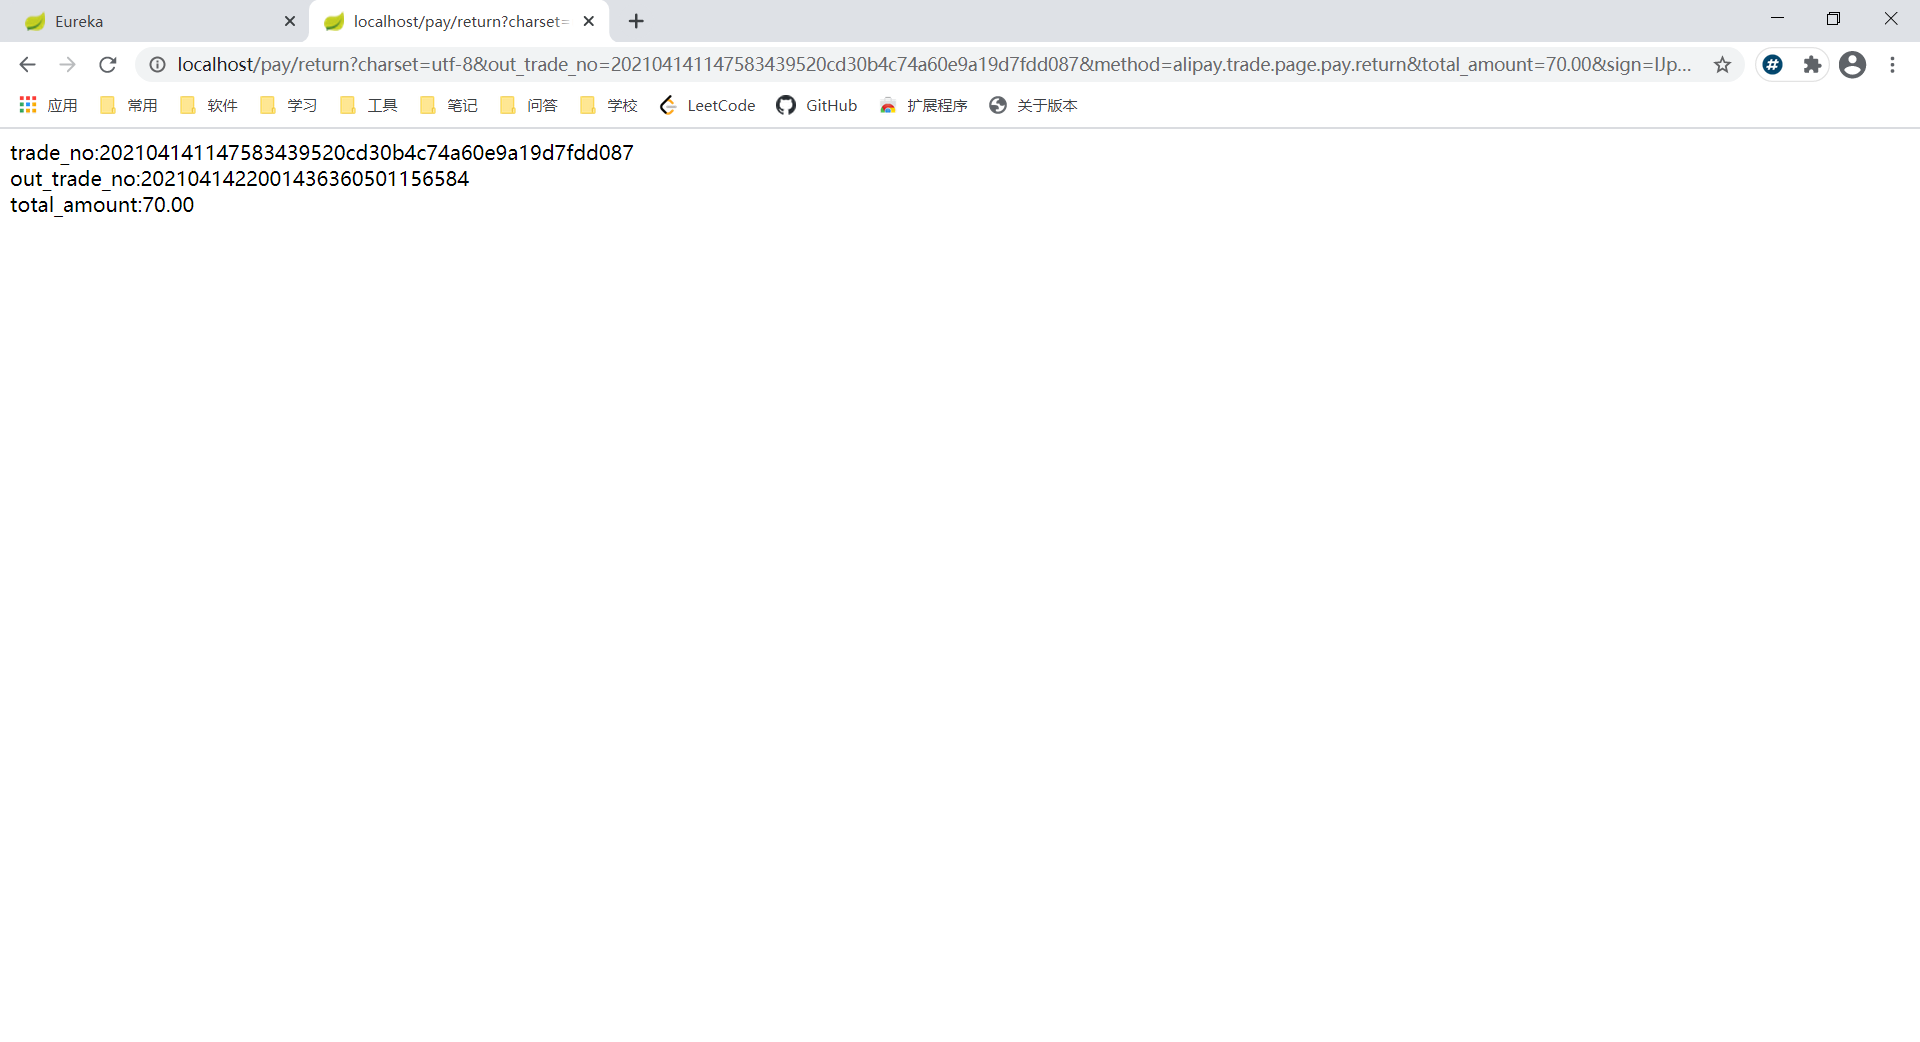 Eureka
localhost/pay/return?charset=
localhost/pay/return?charset=utf-8&out_trade_no=202104141147583439520cd30b4c74a60e9a19d7fdd087&method=alipay.trade.page.pay.return&total_amount=70.00&sign=IJp...
应用 常用 软件 学习 工具 笔记 问答 学校 LeetCode GitHub 扩展程序 关于版本
trade_no:202104141147583439520cd30b4c74a60e9a19d7fdd087
out_trade_no:2021041422001436360501156584
total_amount:70.00